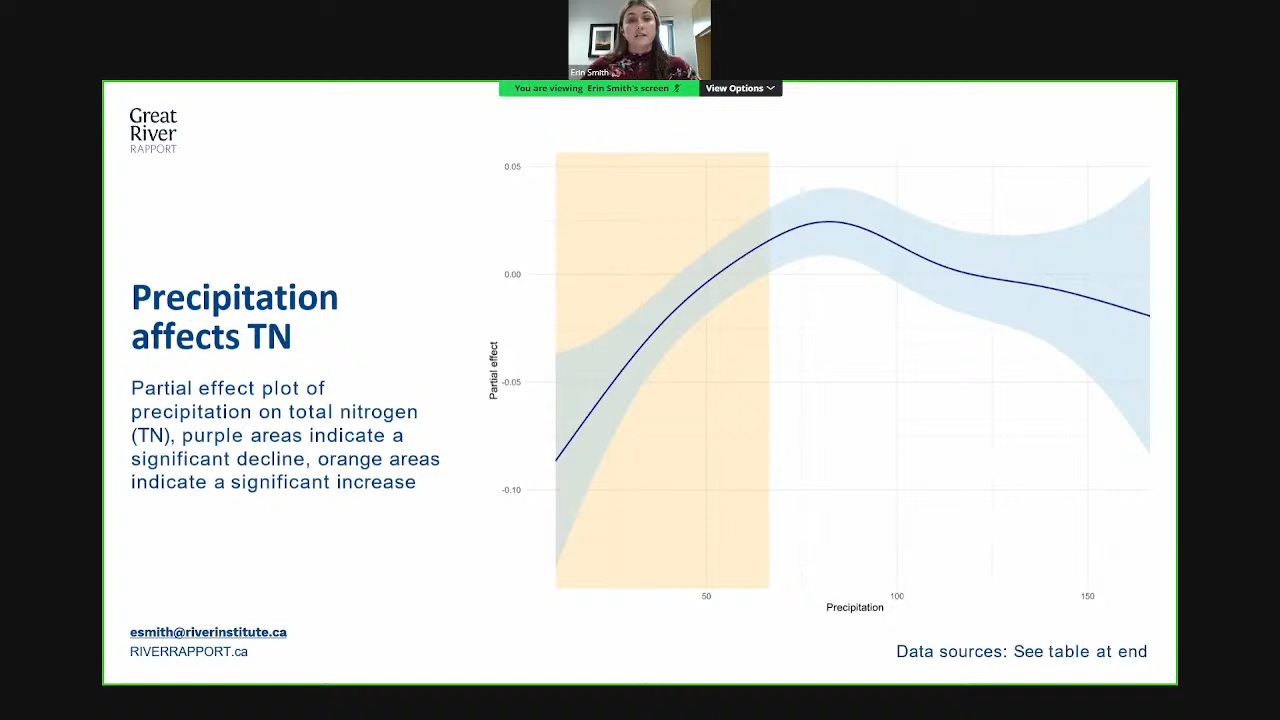 Erin Smith
You are viewing Erin Smith's screen
View Options
Great
River
RAPPORT
Precipitation
affects TN
Partial effect plot of
precipitation on total nitrogen
(TN), purple areas indicate a
significant decline, orange areas
indicate a significant increase
0.05
0.00
-0.05
-0.10
Partial effect
50
100
150
Precipitation
esmith@riverinstitute.ca
RIVERRAPPORT.ca
Data sources: See table at end